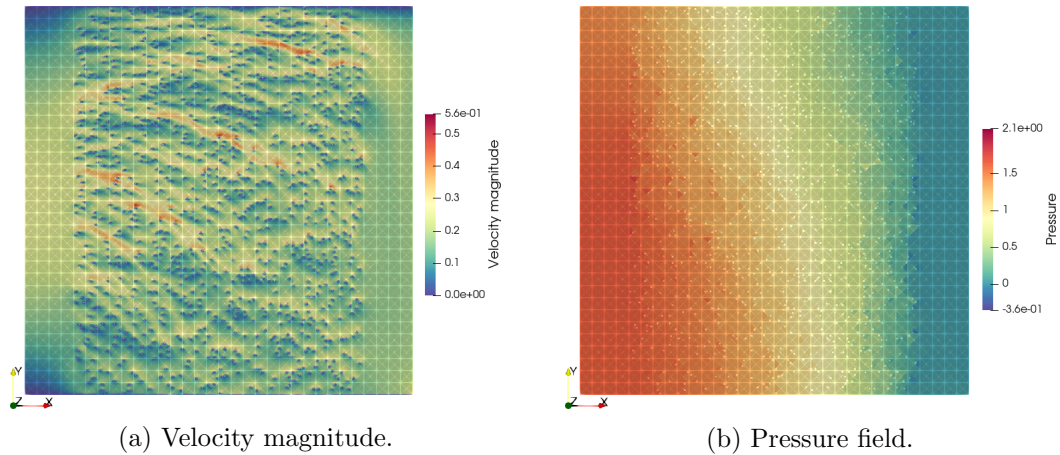 5.6e-01
0.5
0.4
0.3
0.2
0.1
0.0e+00
Velocity magnitude
Y
Z
X
(a) Velocity magnitude.
2.1e+00
1.5
1
0.5
0
-3.6e-01
Pressure
Y
Z
X
(b) Pressure field.